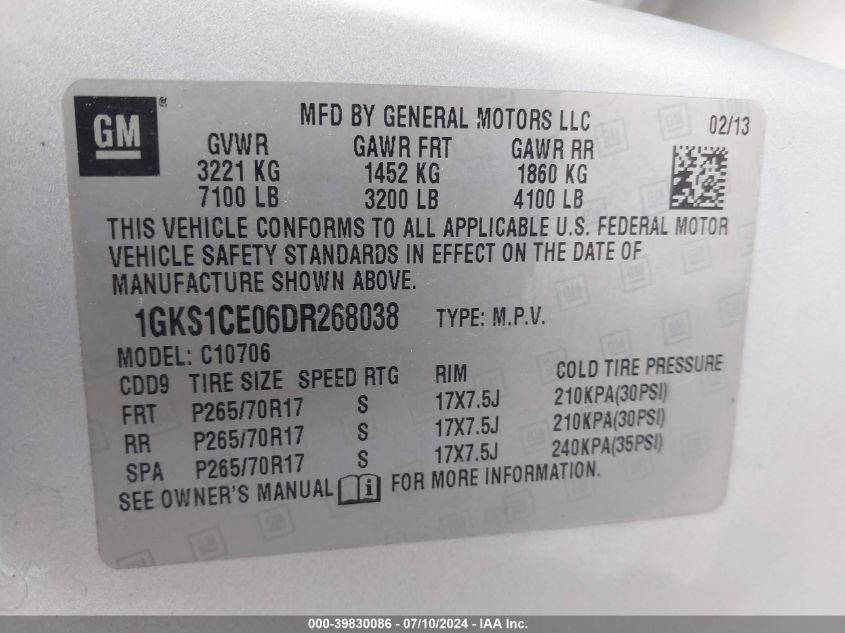 GM ®
MFD BY GENERAL MOTORS LLC
02/13
GVWR GAWR FRT GAWR RR
3221 KG 1452 KG 1860 KG
7100 LB 3200 LB 4100 LB
THIS VEHICLE CONFORMS TO ALL APPLICABLE U.S. FEDERAL MOTOR
VEHICLE SAFETY STANDARDS IN EFFECT ON THE DATE OF
MANUFACTURE SHOWN ABOVE.
1GKS1CE06DR268038 TYPE: M.P.V.
MODEL: C10706
CDD9 TIRE SIZE SPEED RTG RIM COLD TIRE PRESSURE
FRT P265/70R17 S 17X7.5J 210KPA(30PSI)
RR P265/70R17 S 17X7.5J 210KPA(30PSI)
SPA P265/70R17 S 17X7.5J 240KPA(35PSI)
SEE OWNER'S MANUAL i FOR MORE INFORMATION.
000-39830086 - 07/10/2024 - IAA Inc.